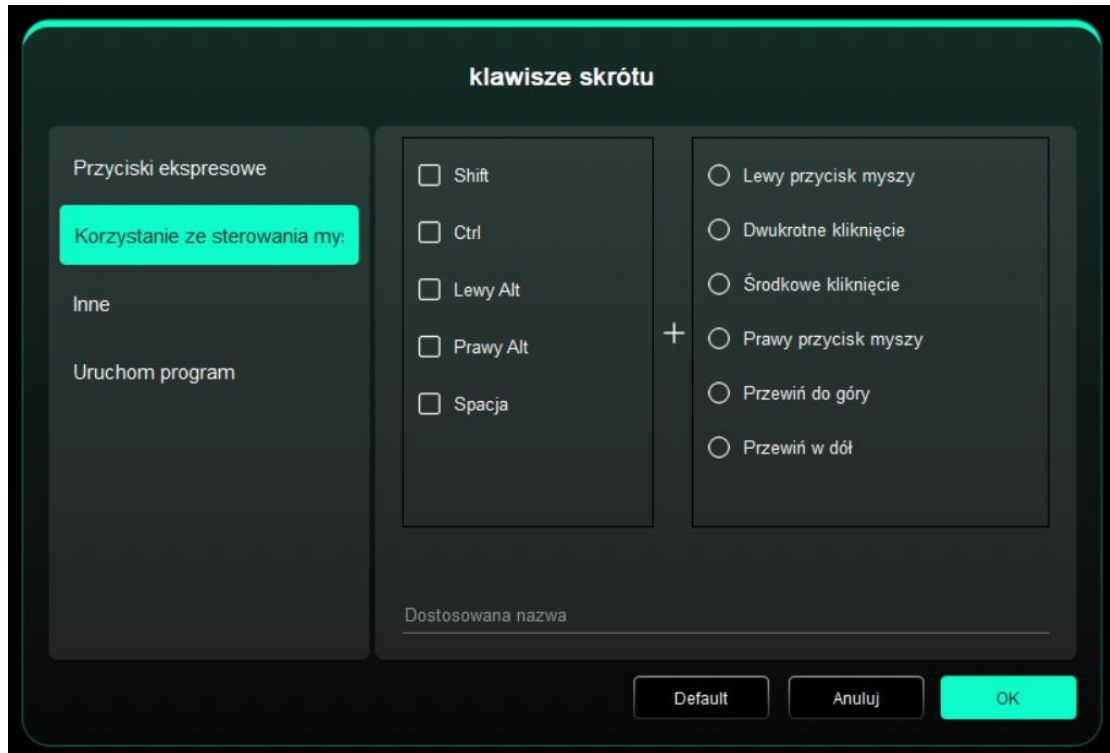 klawisze skrótu
Przyciski ekspresowe
Korzystanie ze sterowania my
Inne
Uruchom program
Shift
Ctrl
Lewy Alt
Prawy Alt
Spacja
+
Lewy przycisk myszy
Dwukrotne kliknięcie
Środkowe kliknięcie
Prawy przycisk myszy
Przewiń do góry
Przewiń w dół
Dostosowana nazwa
Default
Anuluj
OK